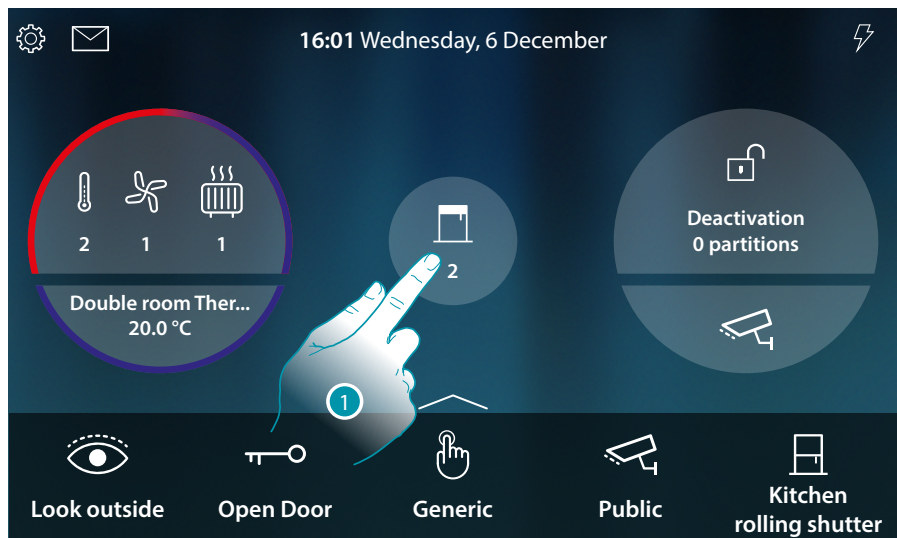 16:01 Wednesday, 6 December
2 1 1
Double room Ther...
20.0 °C
2
Deactivation
0 partitions
1
Look outside
Open Door
Generic
Public
Kitchen
rolling shutter